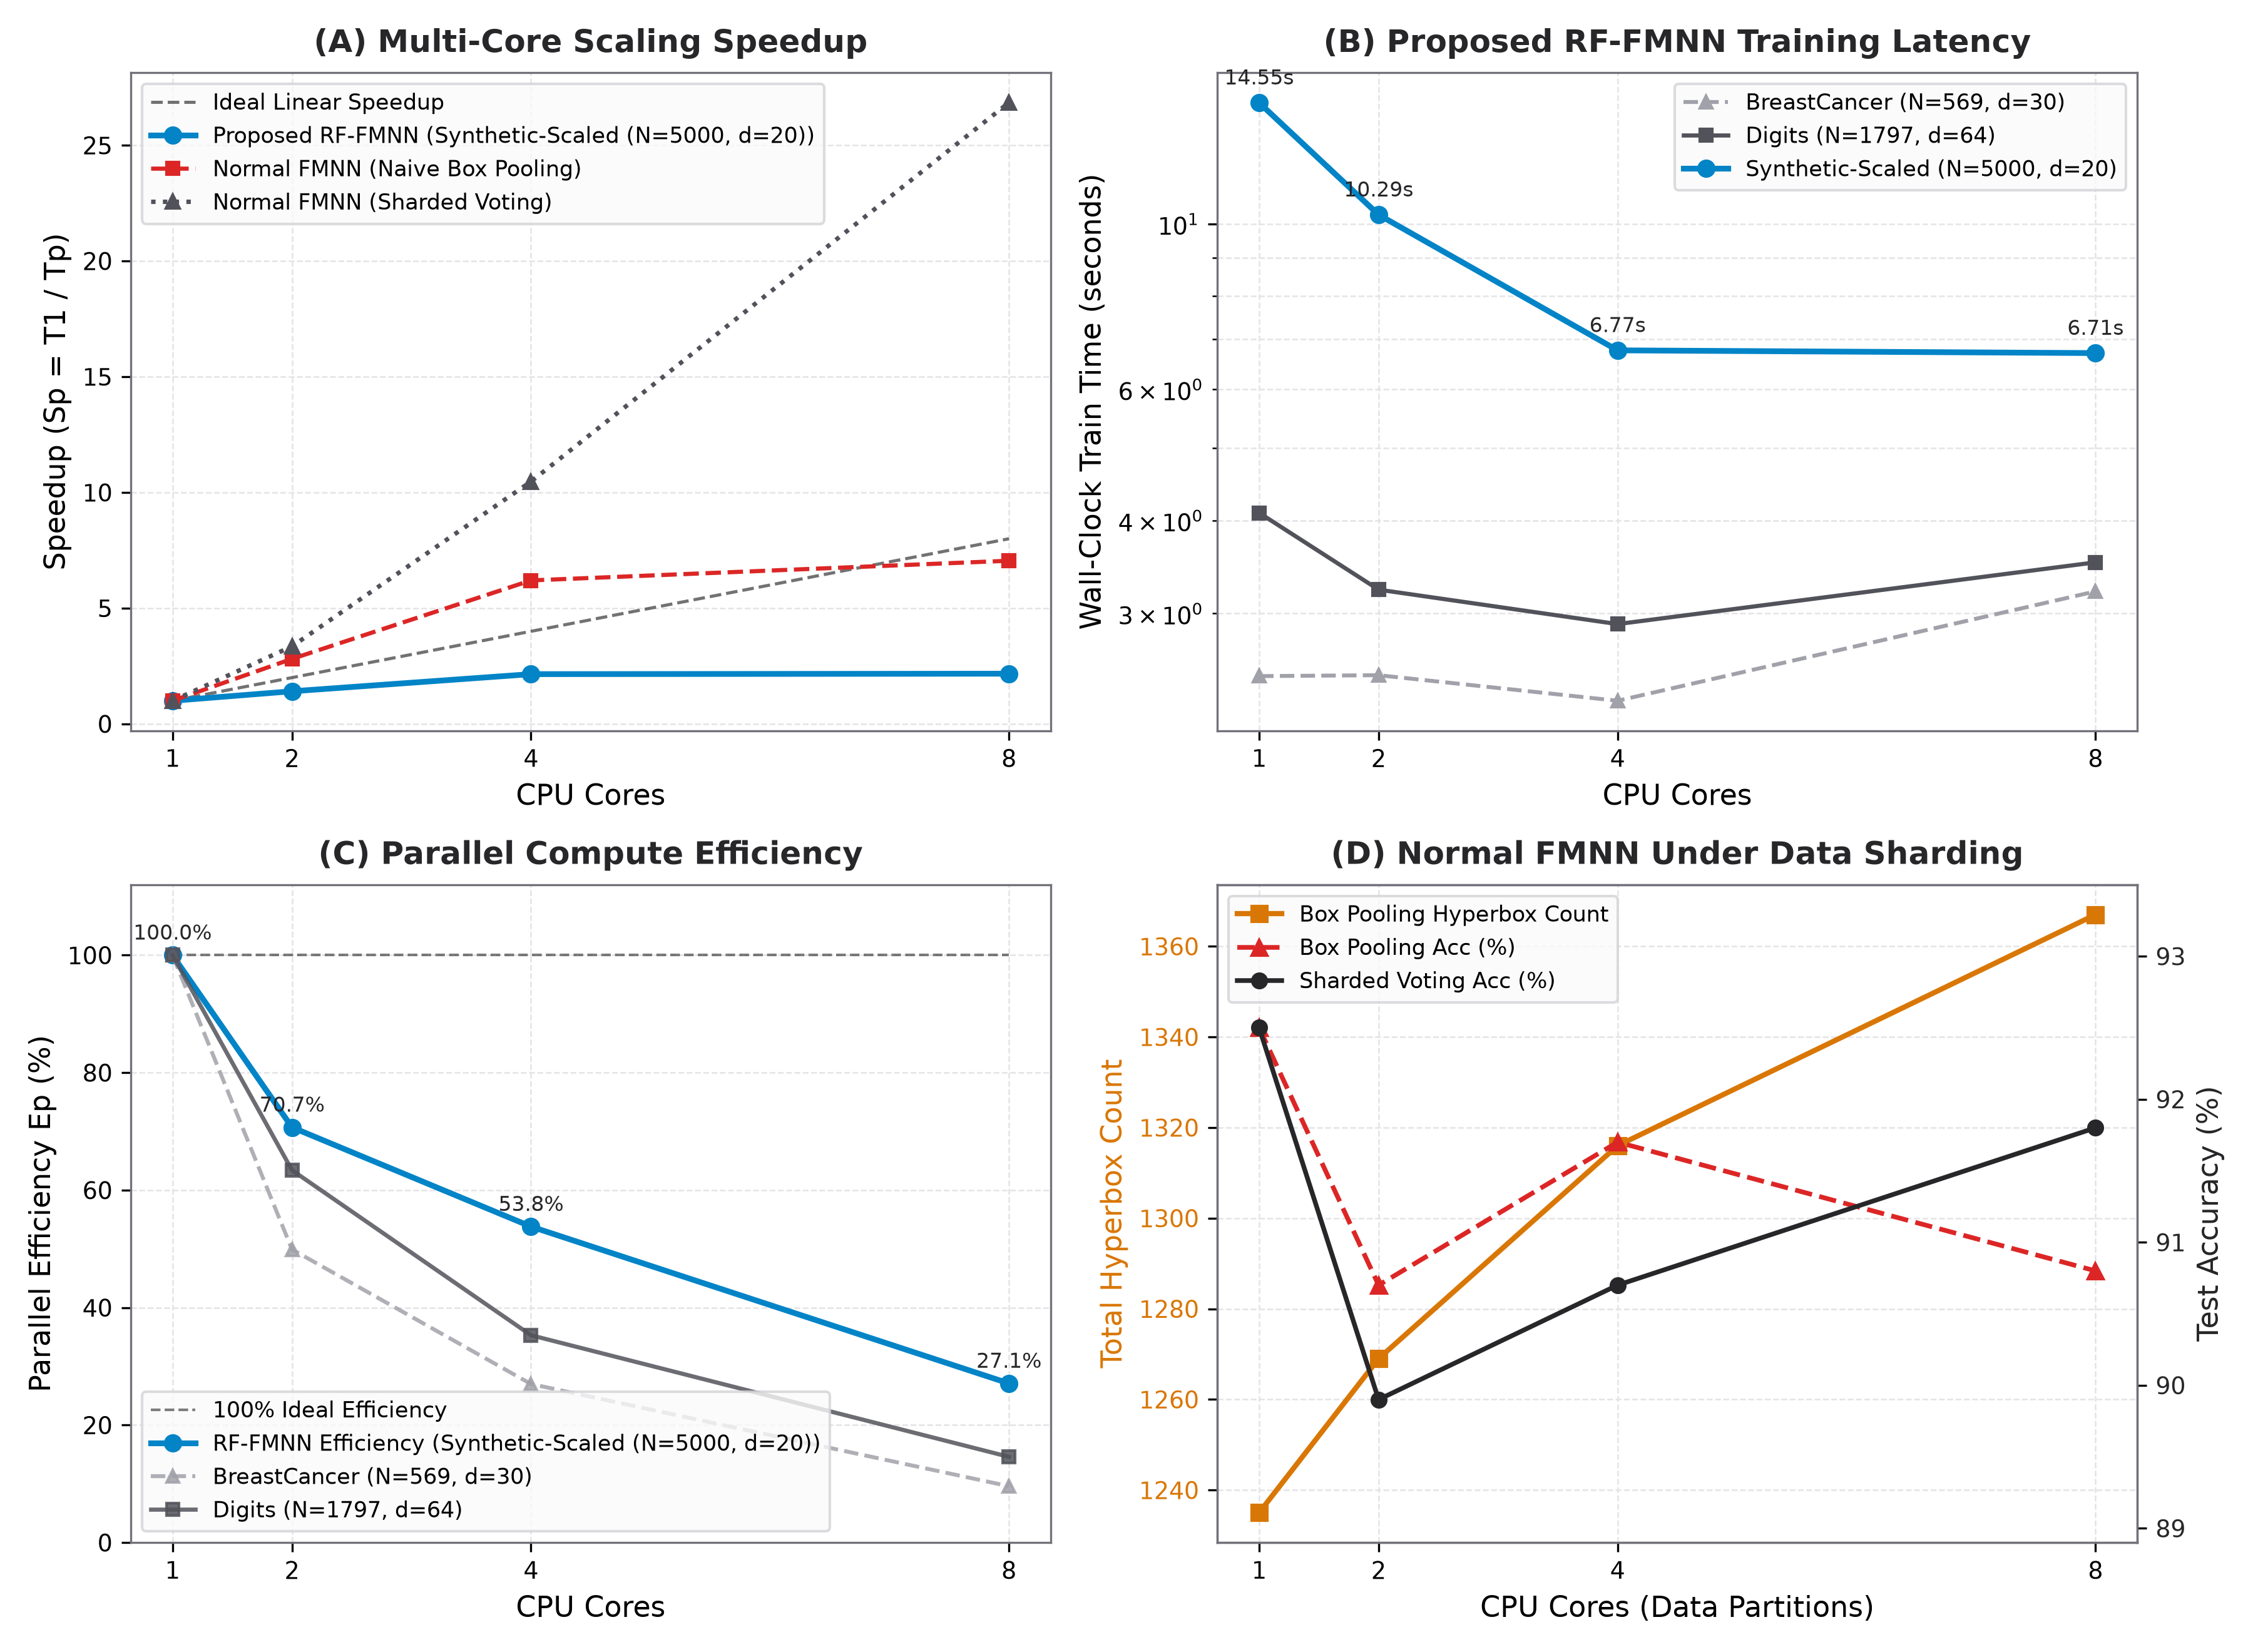 (A) Multi-Core Scaling Speedup
Ideal Linear Speedup
Proposed RF-FMNN (Synthetic-Scaled (N=5000, d=20))
Normal FMNN (Naive Box Pooling)
Normal FMNN (Sharded Voting)
Speedup (Sp = T1 / Tp)
25
20
15
10
5
0
1 2 4 8
CPU Cores
(B) Proposed RF-FMNN Training Latency
14.55s
10.29s
6.77s
6.71s
BreastCancer (N=569, d=30)
Digits (N=1797, d=64)
Synthetic-Scaled (N=5000, d=20)
Wall-Clock Train Time (seconds)
10¹
6 × 10⁰
4 × 10⁰
3 × 10⁰
1 2 4 8
CPU Cores
(C) Parallel Compute Efficiency
100.0%
70.7%
53.8%
27.1%
Parallel Efficiency Ep (%)
100
80
60
40
20
0
100% Ideal Efficiency
RF-FMNN Efficiency (Synthetic-Scaled (N=5000, d=20))
BreastCancer (N=569, d=30)
Digits (N=1797, d=64)
1 2 4 8
CPU Cores
(D) Normal FMNN Under Data Sharding
Box Pooling Hyperbox Count
Box Pooling Acc (%)
Sharded Voting Acc (%)
Total Hyperbox Count
1360
1340
1320
1300
1280
1260
1240
93
92
91
90
89
Test Accuracy (%)
1 2 4 8
CPU Cores (Data Partitions)